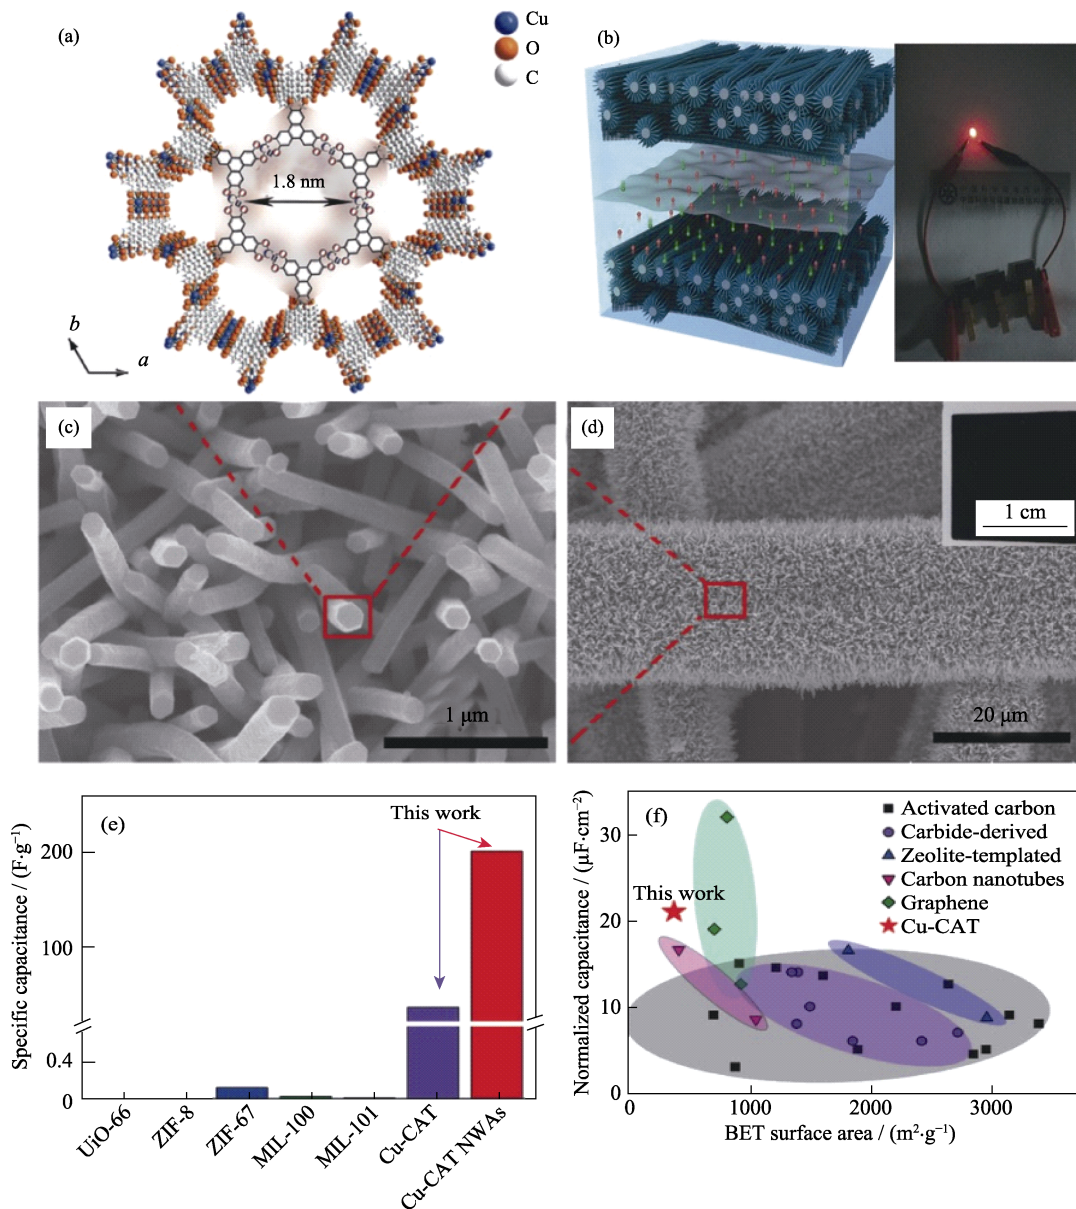 (a)
Cu
O
C
1.8 nm
b
a
(b)
(c)
1 μm
(d)
1 cm
20 μm
(e)
This work
Specific capacitance / (F·g⁻¹)
200
100
0.4
0
UiO-66
ZIF-8
ZIF-67
MIL-100
MIL-101
Cu-CAT
Cu-CAT NWAs
(f)
Activated carbon
Carbide-derived
Zeolite-templated
Carbon nanotubes
Graphene
Cu-CAT
This work
Normalized capacitance / (μF·cm⁻²)
30
20
10
0
0
1000
2000
3000
BET surface area / (m²·g⁻¹)